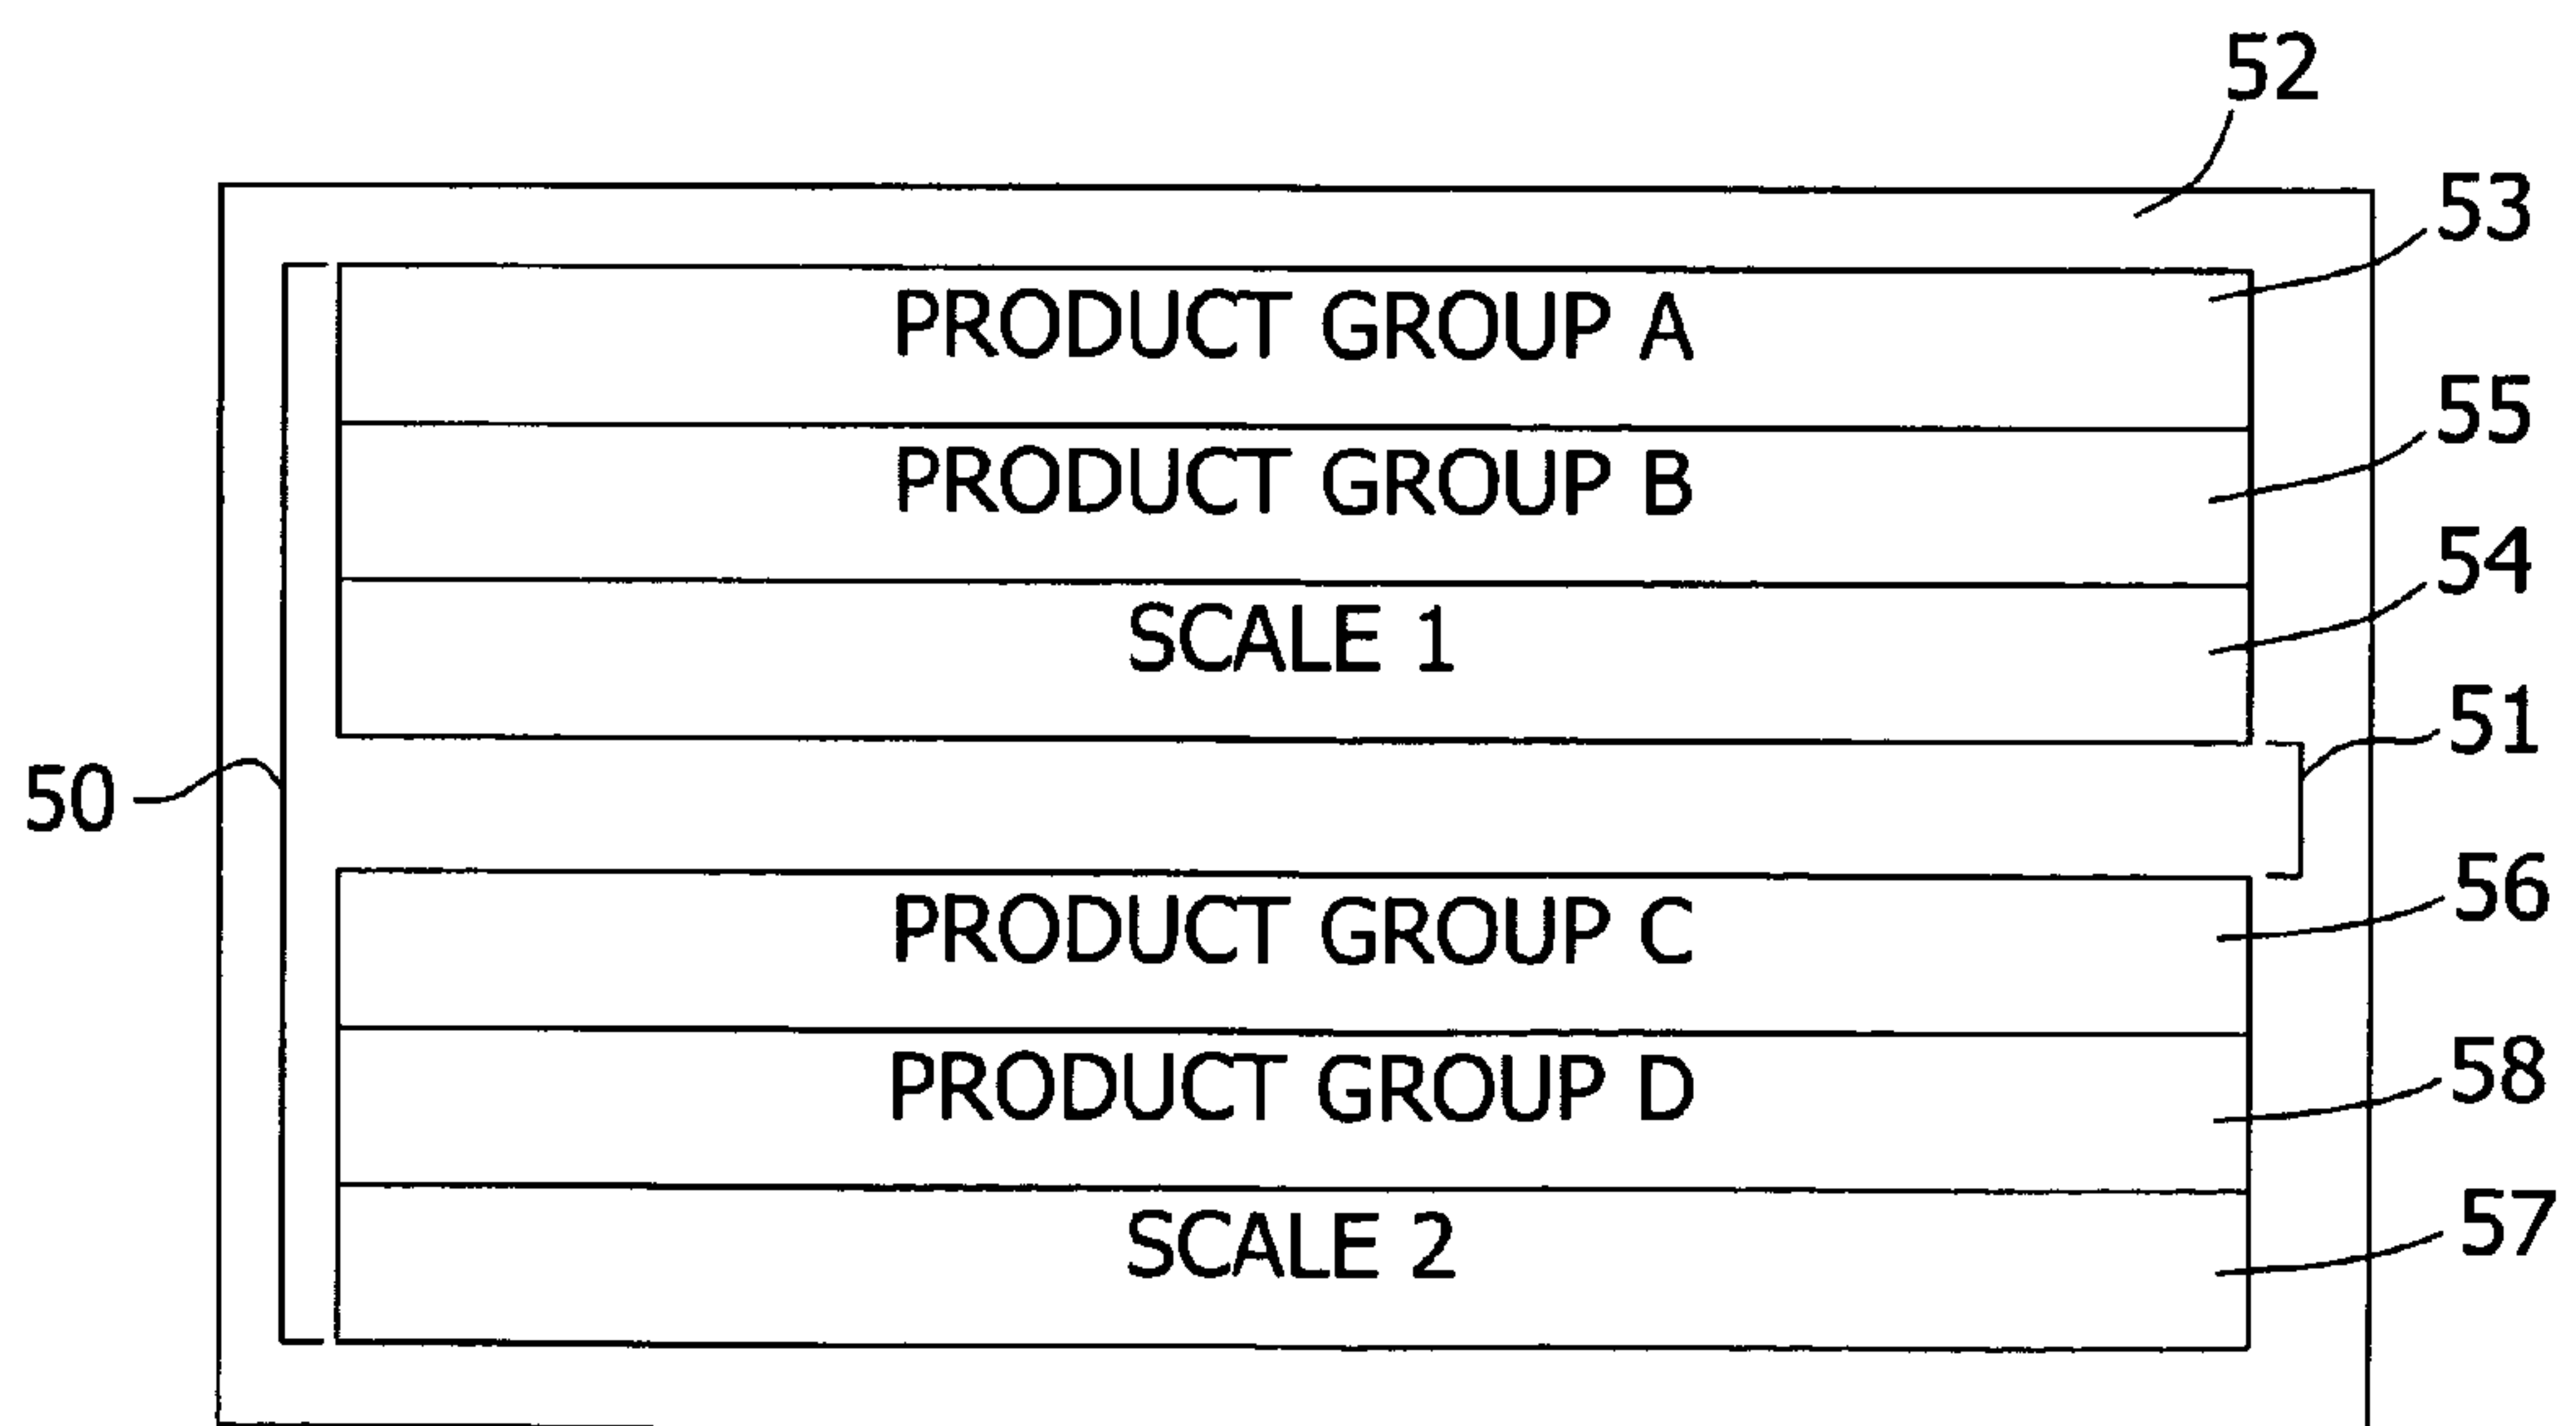 52
53
PRODUCT GROUP A
55
PRODUCT GROUP B
54
SCALE 1
51
50
56
PRODUCT GROUP C
58
PRODUCT GROUP D
57
SCALE 2